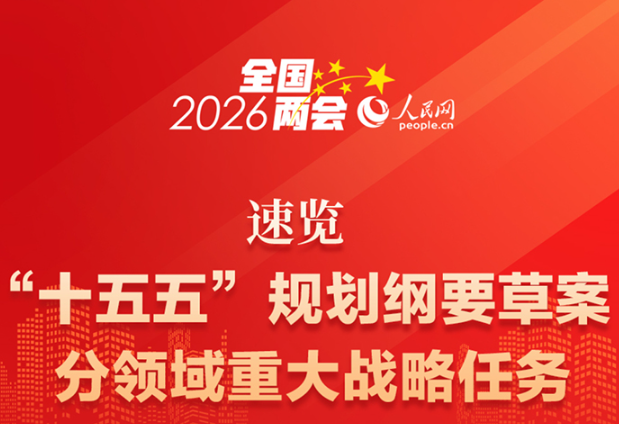 全国
2026两会 人民网
people.cn
速览
“十五五”规划纲要草案
分领域重大战略任务